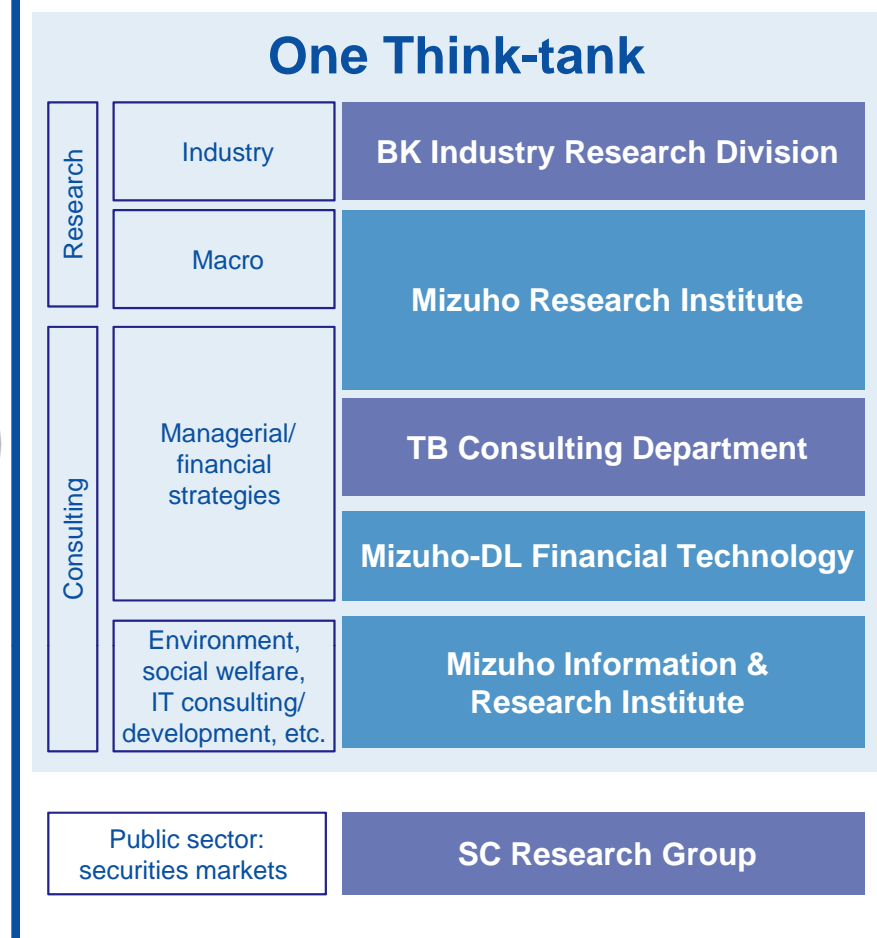 One Think-tank
Research
Industry
BK Industry Research Division
Macro
Mizuho Research Institute
Consulting
Managerial/
financial
strategies
TB Consulting Department
Mizuho-DL Financial Technology
Environment,
social welfare,
IT consulting/
development, etc.
Mizuho Information &
Research Institute
Public sector:
securities markets
SC Research Group